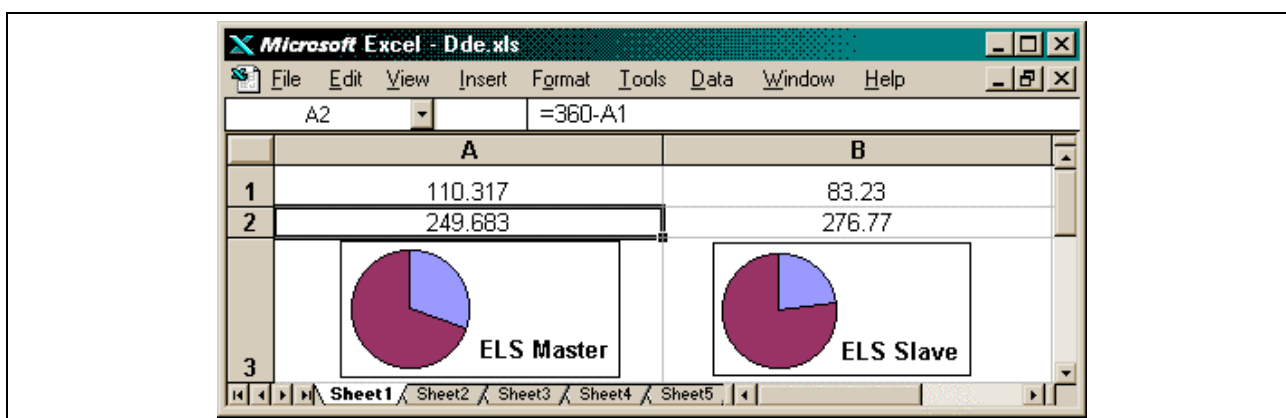 Microsoft Excel - Dde.xls
File Edit View Insert Format Tools Data Window Help
A2 =360-A1
A B
1 110.317 83.23
2 249.683 276.77
3 ELS Master ELS Slave
Sheet1 Sheet2 Sheet3 Sheet4 Sheet5